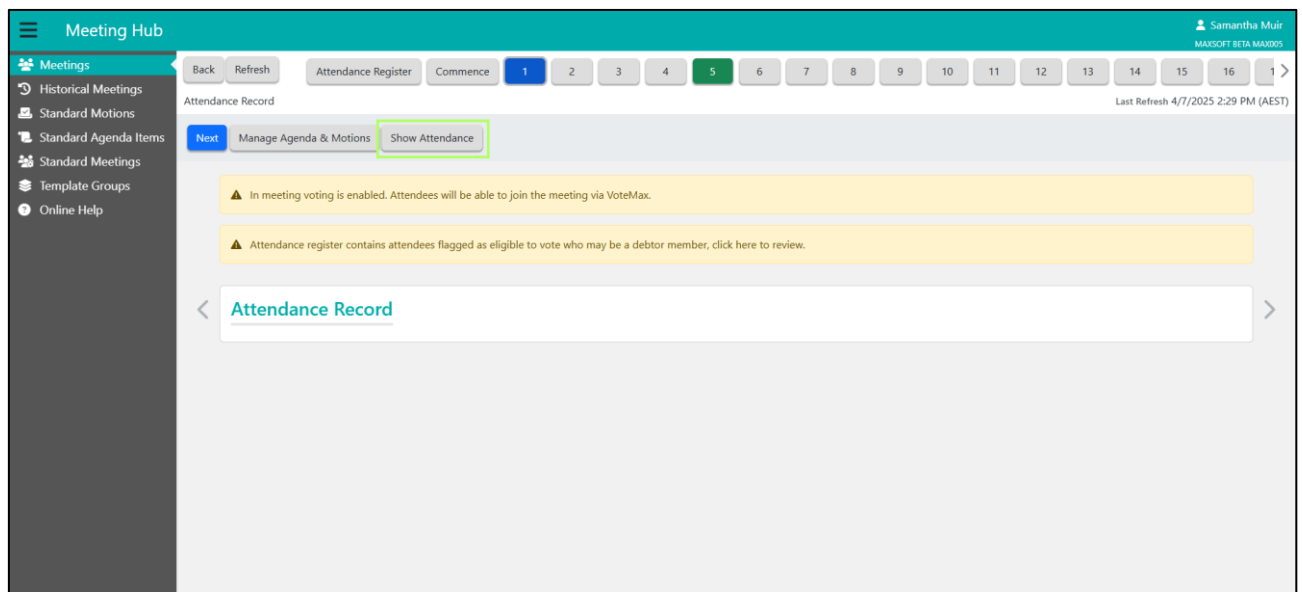 Meeting Hub
Samantha Muir
MAXSOFT BETA MAX005
Meetings
Historical Meetings
Standard Motions
Standard Agenda Items
Standard Meetings
Template Groups
Online Help
Back Refresh Attendance Register Commence 1 2 3 4 5 6 7 8 9 10 11 12 13 14 15 16 1
Attendance Record Last Refresh 4/7/2025 2:29 PM (AEST)
Next Manage Agenda & Motions Show Attendance
In meeting voting is enabled. Attendees will be able to join the meeting via VoteMax.
Attendance register contains attendees flagged as eligible to vote who may be a debtor member, click here to review.
Attendance Record